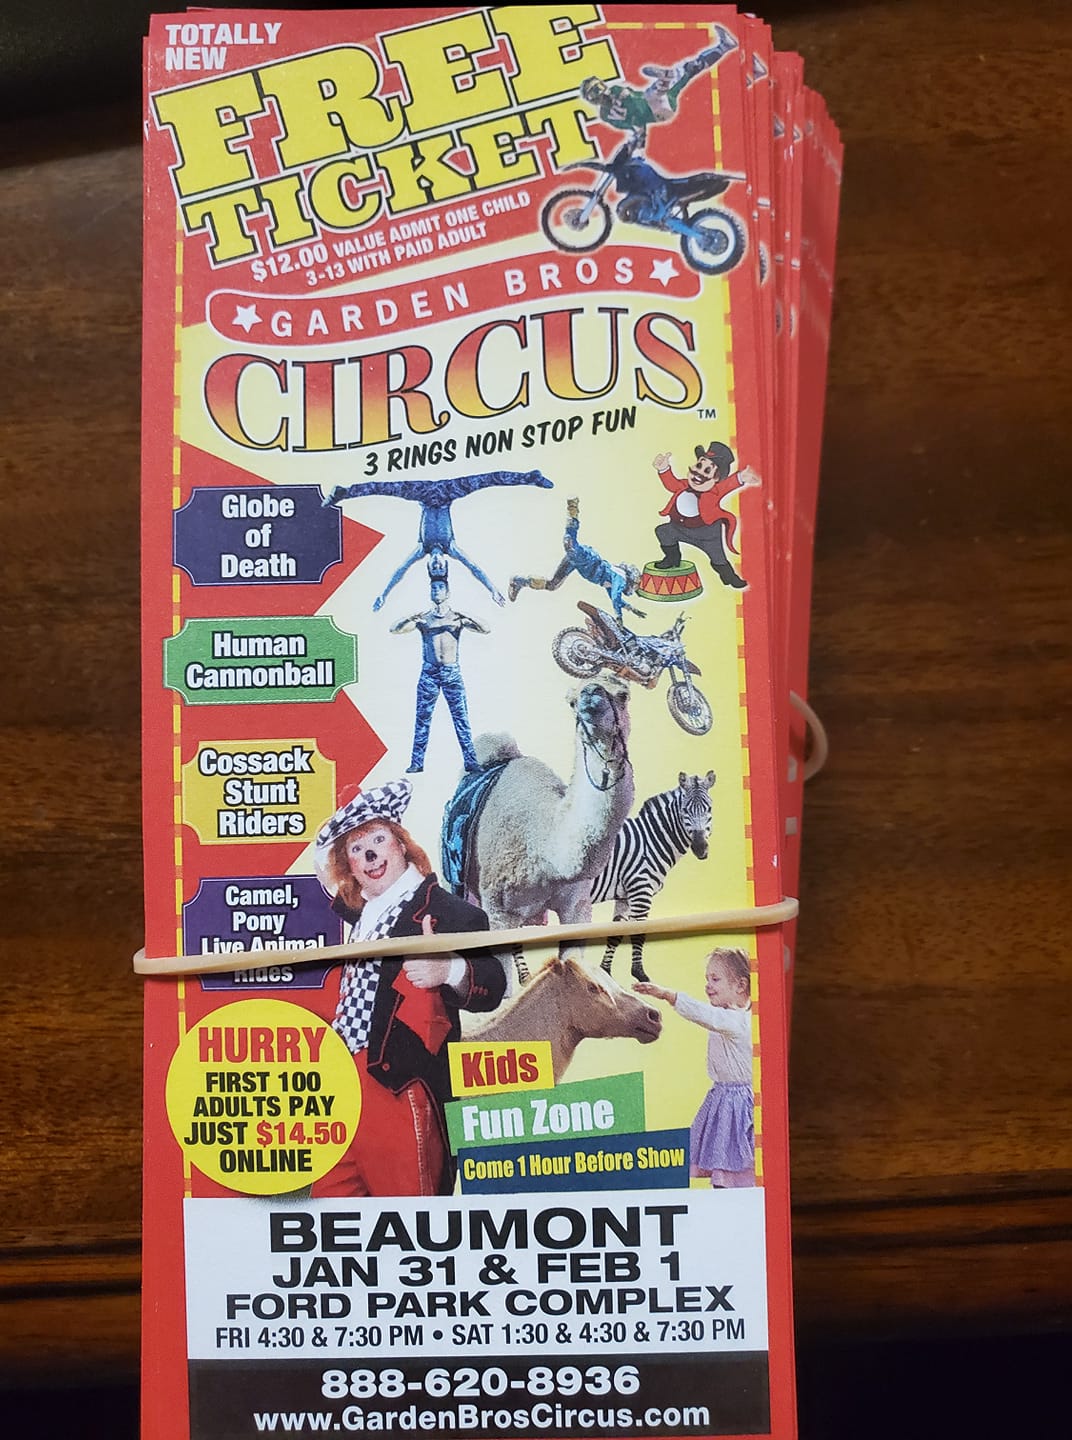 TOTALLY
NEW
FREE
TICKET
$12.00 VALUE ADMIT ONE CHILD
3-13 WITH PAID ADULT
GARDEN BROS
CIRCUS™
3 RINGS NON STOP FUN
Globe
of
Death
Human
Cannonball
Cossack
Stunt
Riders
Camel,
Pony
Live Animal
Rides
HURRY
FIRST 100
ADULTS PAY
JUST $14.50
ONLINE
Kids
Fun Zone
Come 1 Hour Before Show
BEAUMONT
JAN 31 & FEB 1
FORD PARK COMPLEX
FRI 4:30 & 7:30 PM • SAT 1:30 & 4:30 & 7:30 PM
888-620-8936
www.GardenBrosCircus.com